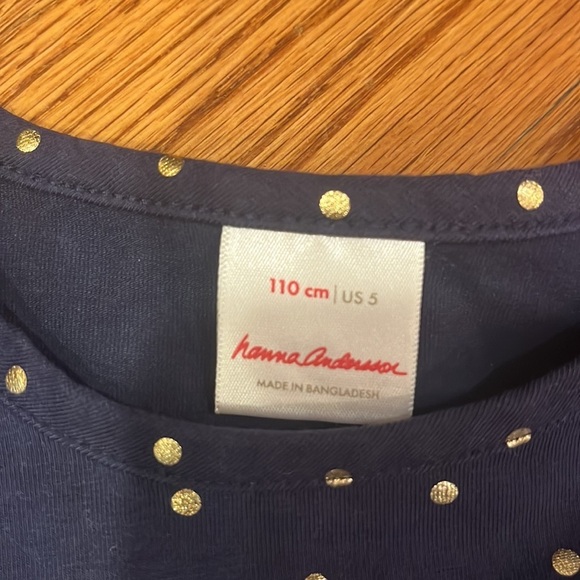 110 cm | US 5
hanna andersson
MADE IN BANGLADESH